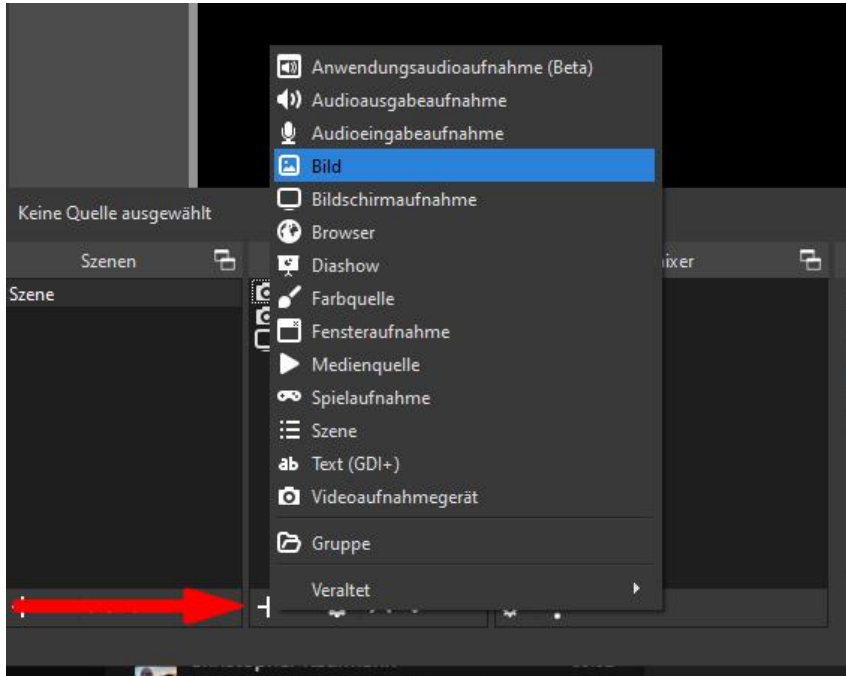 Anwendungsaudioaufnahme (Beta)
Audioausgabeaufnahme
Audioeingabeaufnahme
Bild
Bildschirmaufnahme
Browser
Diashow
Farbquelle
Fensteraufnahme
Medienquelle
Spielaufnahme
Szene
ab Text (GDI+)
Videoaufnahmegerät
Gruppe
Veraltet
Keine Quelle ausgewählt
Szenen
Szene
ixer